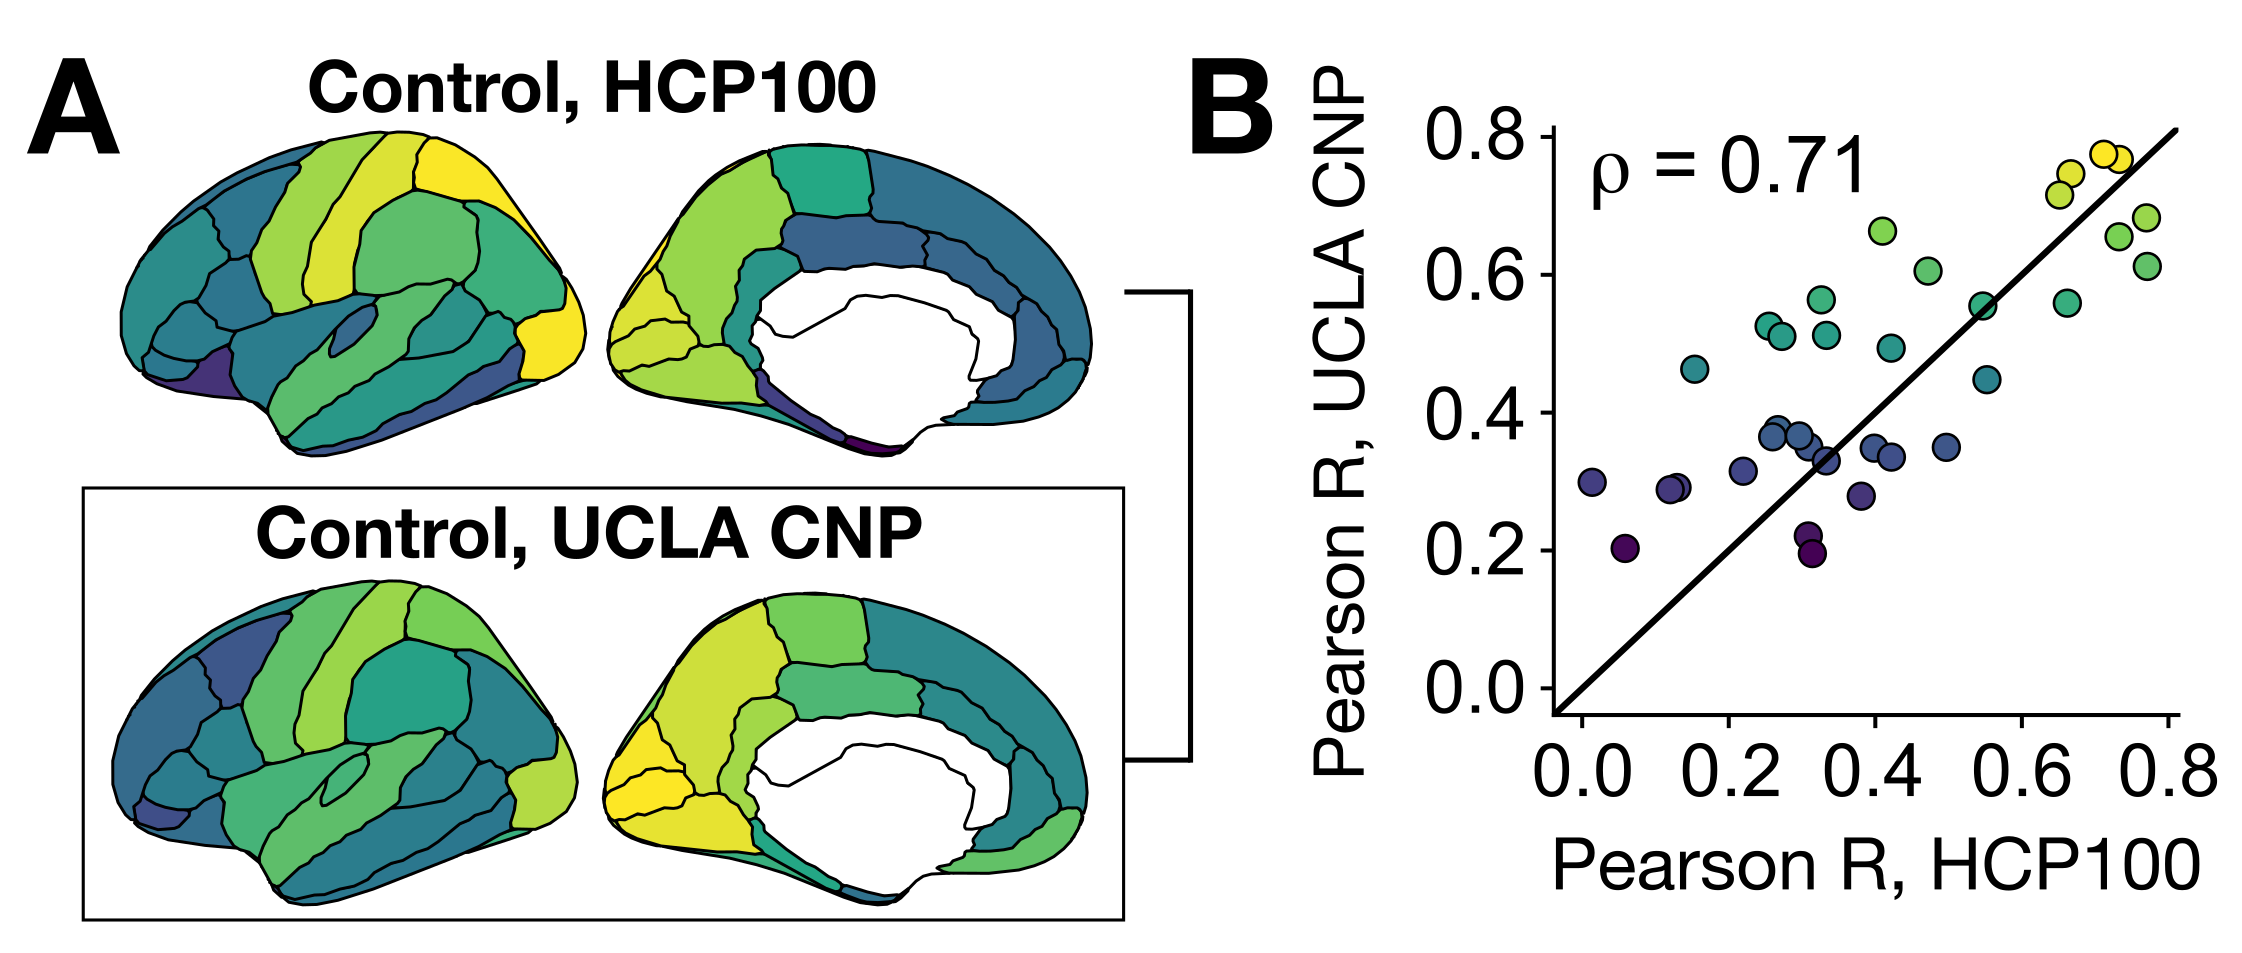 A
Control, HCP100
Control, UCLA CNP
B
Pearson R, UCLA CNP
0.8
0.6
0.4
0.2
0.0
ρ = 0.71
0.0 0.2 0.4 0.6 0.8
Pearson R, HCP100